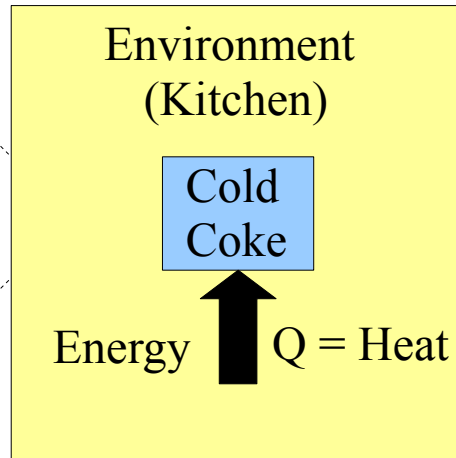 Environment
(Kitchen)
Cold
Coke
Energy Q = Heat